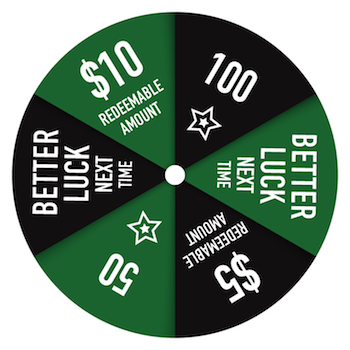 $10
REDEEMABLE
AMOUNT
100
BETTER
LUCK
NEXT
TIME
$5
REDEEMABLE
AMOUNT
50
BETTER
LUCK
NEXT
TIME